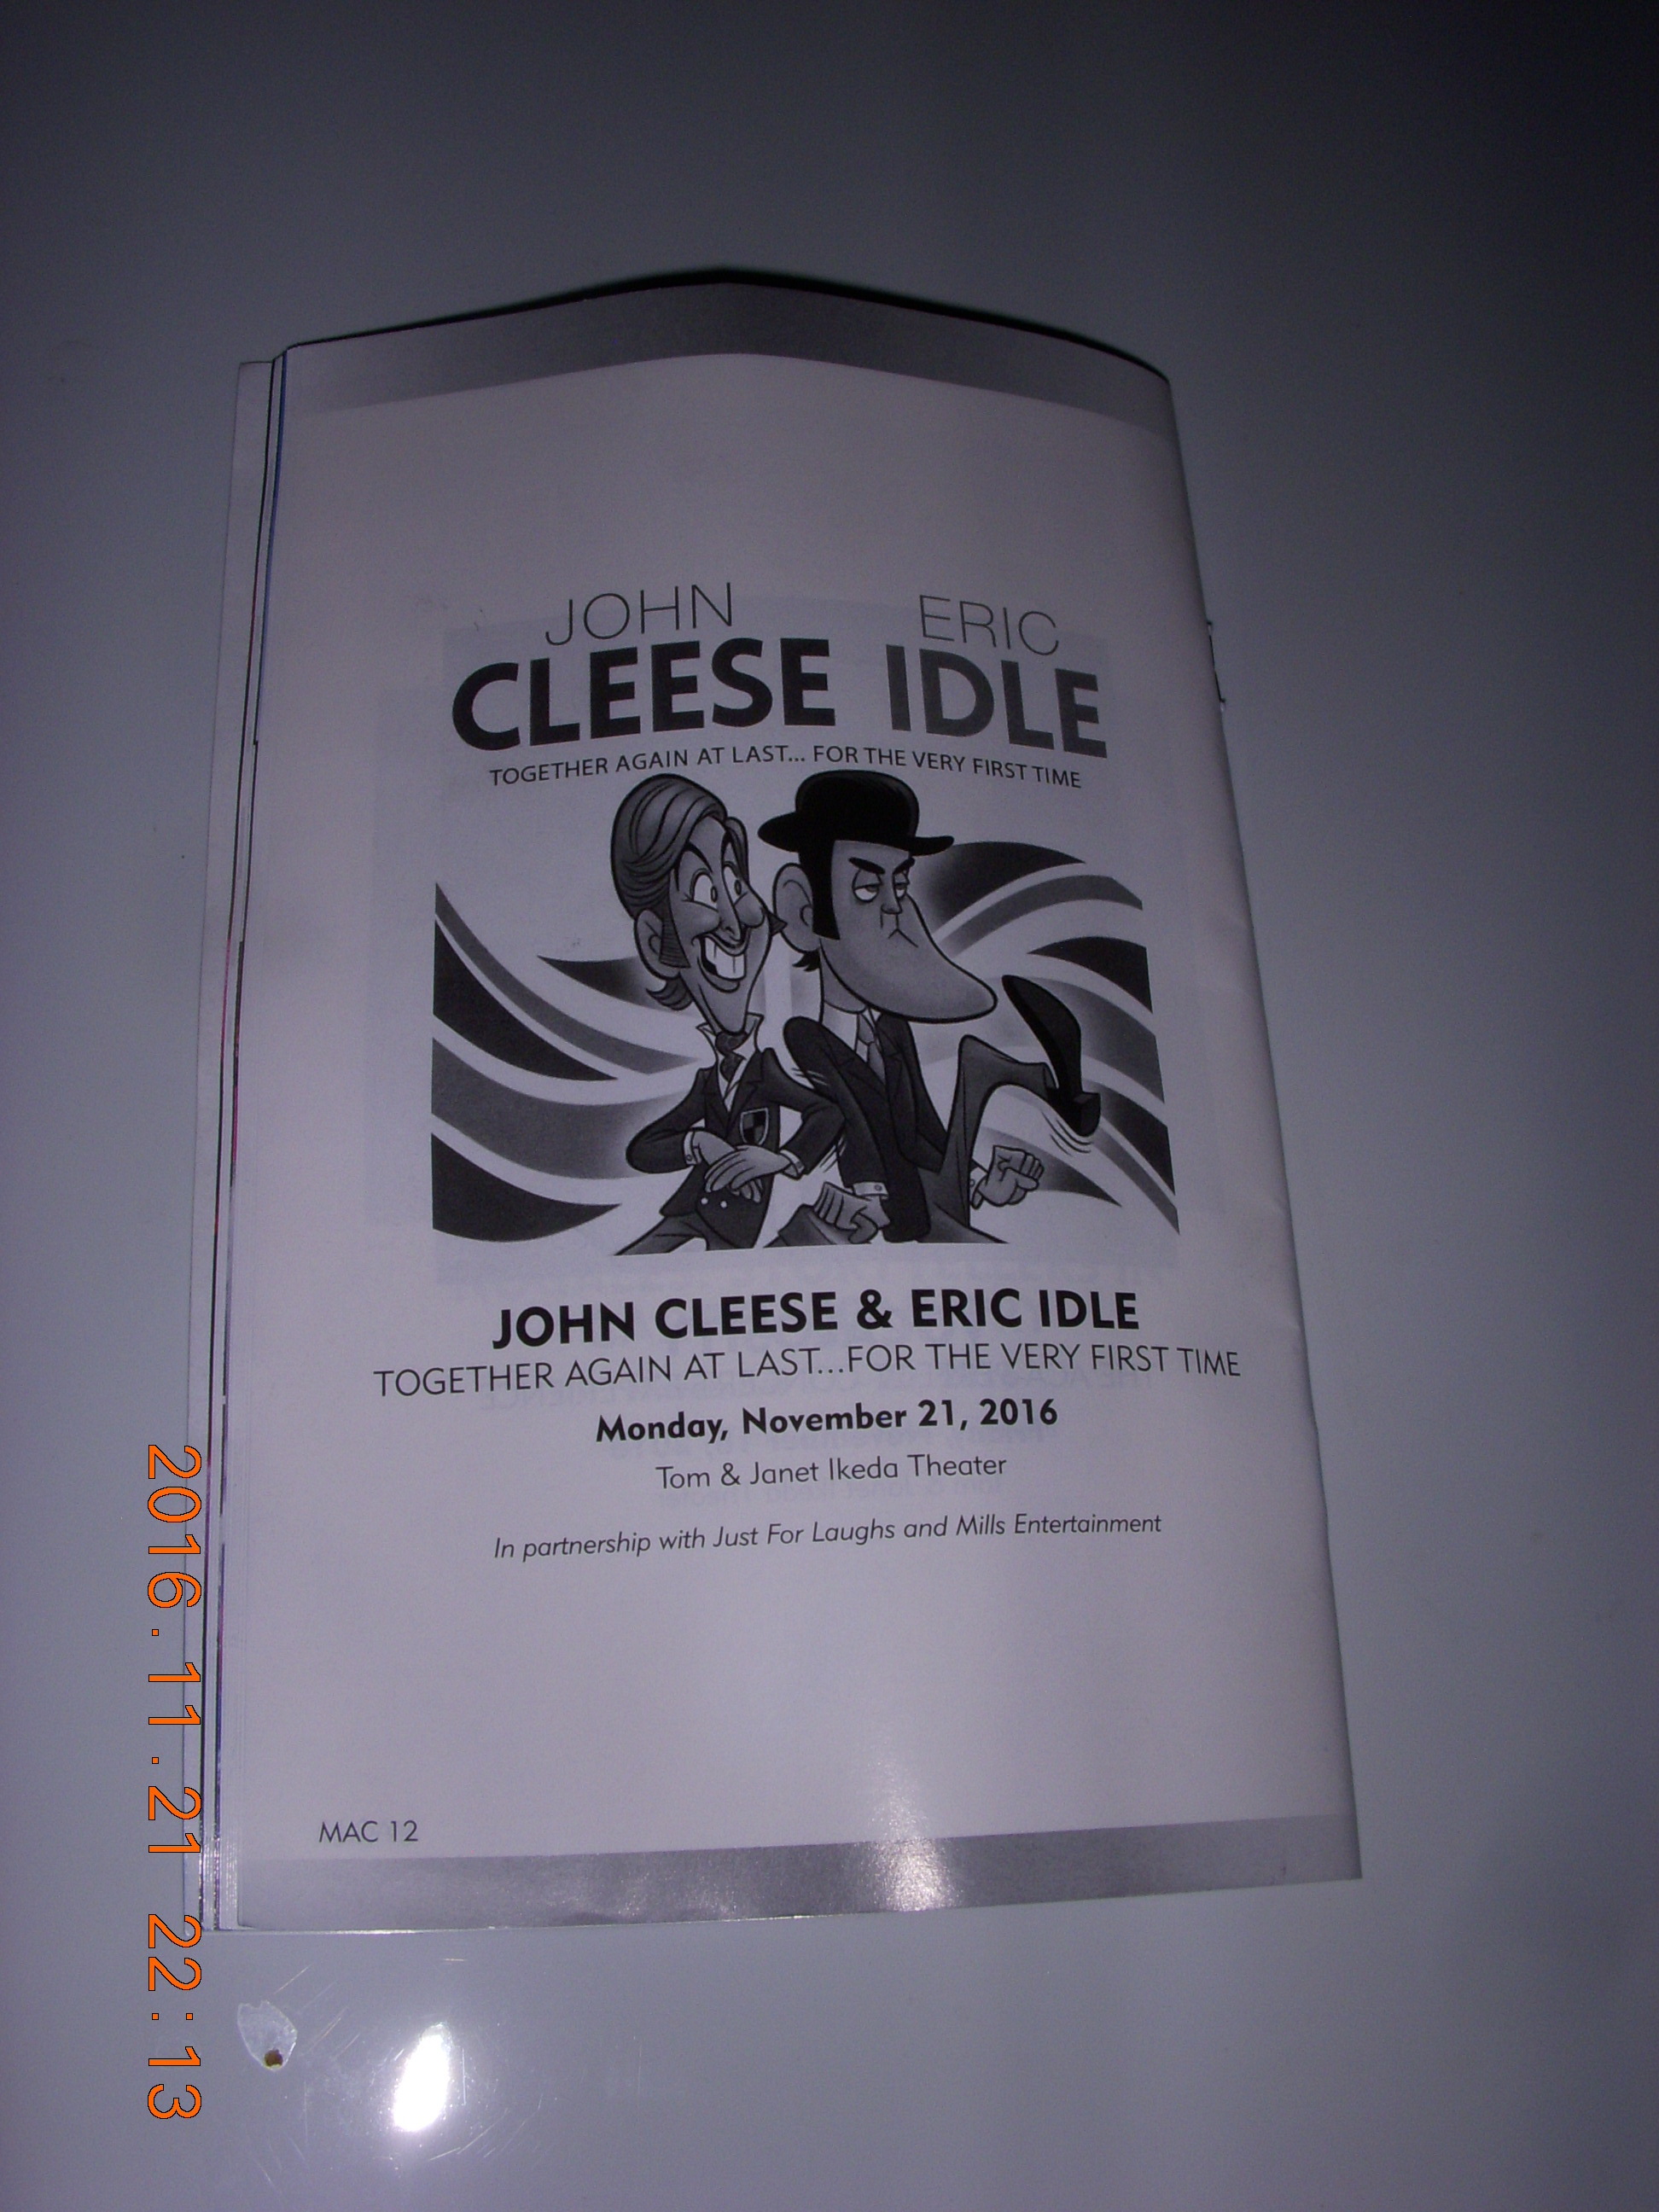 JOHN ERIC
CLEESE IDLE
TOGETHER AGAIN AT LAST... FOR THE VERY FIRST TIME
JOHN CLEESE & ERIC IDLE
TOGETHER AGAIN AT LAST...FOR THE VERY FIRST TIME
Monday, November 21, 2016
Tom & Janet Ikeda Theater
In partnership with Just For Laughs and Mills Entertainment
MAC 12
2016.11.21 22:13